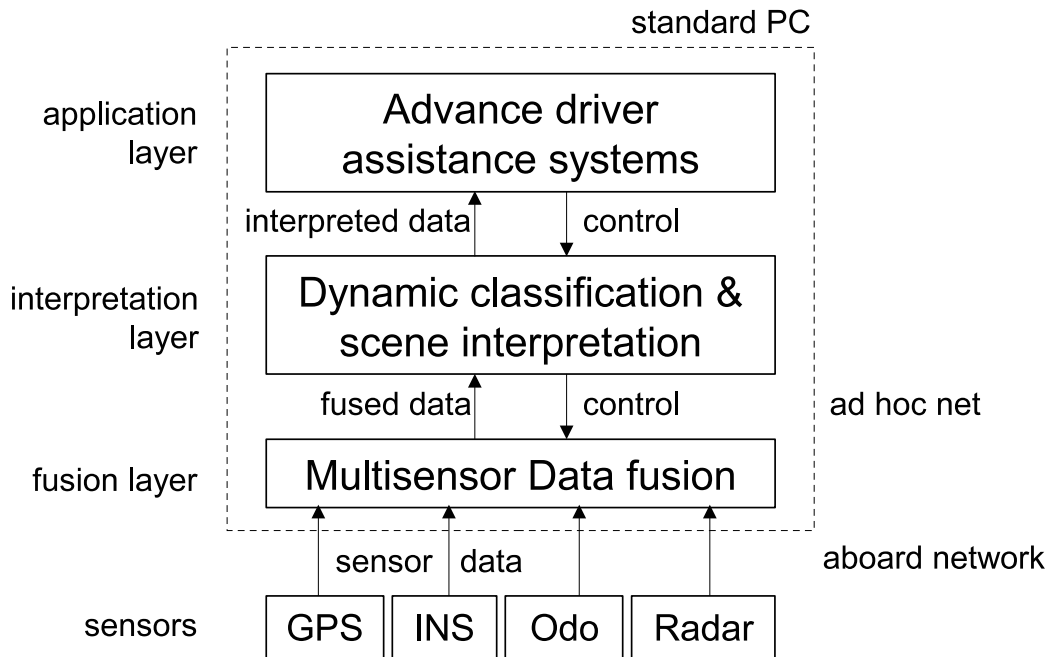 standard PC
application
layer
Advance driver
assistance systems
interpreted data
control
interpretation
layer
Dynamic classification &
scene interpretation
fused data
control
ad hoc net
fusion layer
Multisensor Data fusion
sensor data
aboard network
sensors
GPS
INS
Odo
Radar